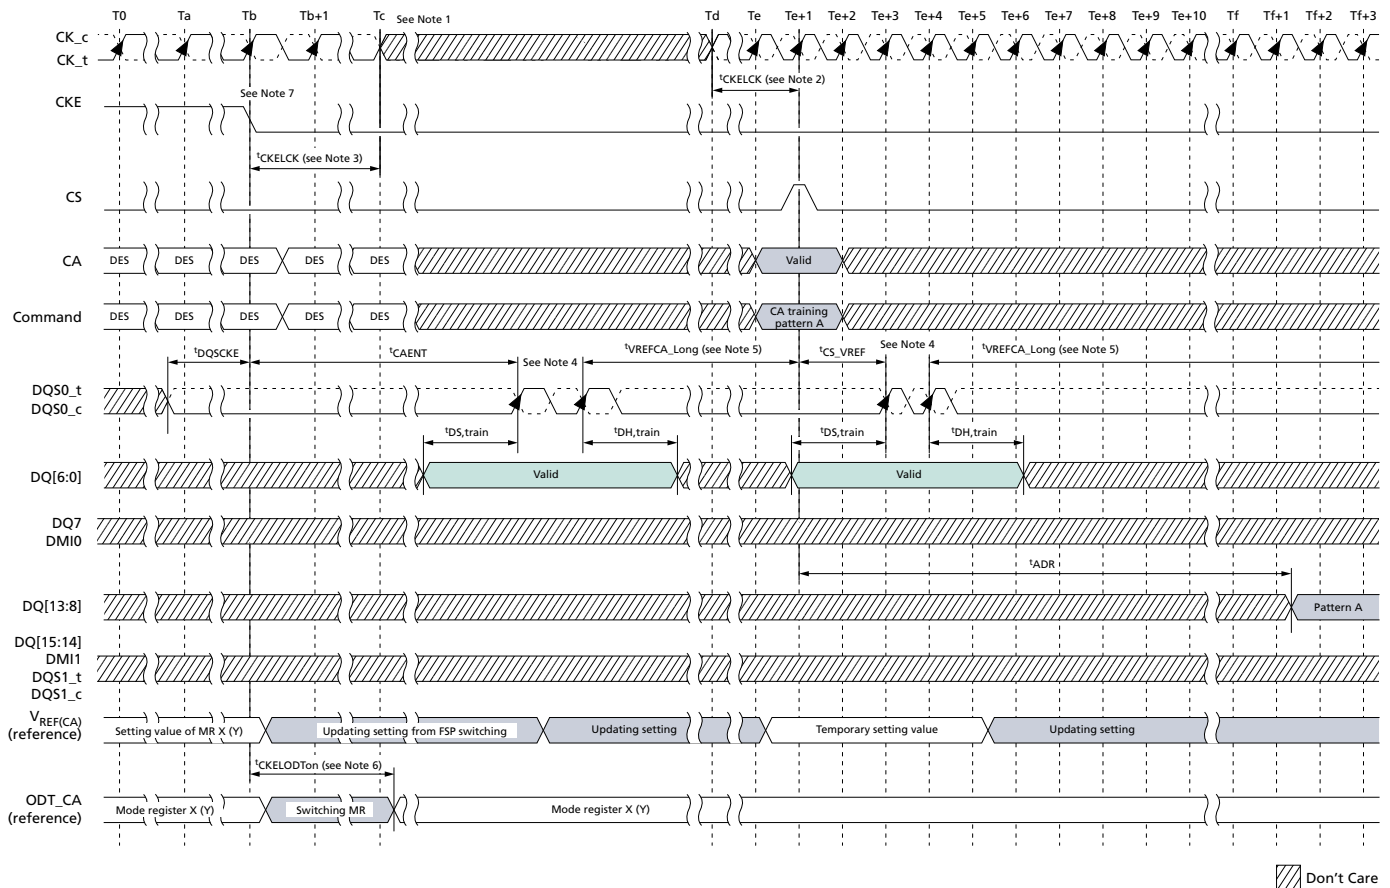 T0 Ta Tb Tb+1 Tc See Note 1 Td Te Te+1 Te+2 Te+3 Te+4 Te+5 Te+6 Te+7 Te+8 Te+9 Te+10 Tf Tf+1 Tf+2 Tf+3
CK_c
CK_t
tCKELCK (see Note 2)
CKE
See Note 7
tCKELCK (see Note 3)
CS
CA DES DES DES DES DES Valid
Command DES DES DES DES DES CA training
pattern A
tDQSCKE tCAENT See Note 4 tVREFCA_Long (see Note 5) tCS_VREF See Note 4 tVREFCA_Long (see Note 5)
DQS0_t
DQS0_c
tDS,train tDH,train tDS,train tDH,train
DQ[6:0] Valid Valid
DQ7
DMI0
tADR
DQ[13:8] Pattern A
DQ[15:14]
DMI1
DQS1_t
DQS1_c
VREF(CA)
(reference) Setting value of MR X (Y) Updating setting from FSP switching Updating setting Temporary setting value Updating setting
tCKELODTon (see Note 6)
ODT_CA
(reference) Mode register X (Y) Switching MR Mode register X (Y)
Don't Care